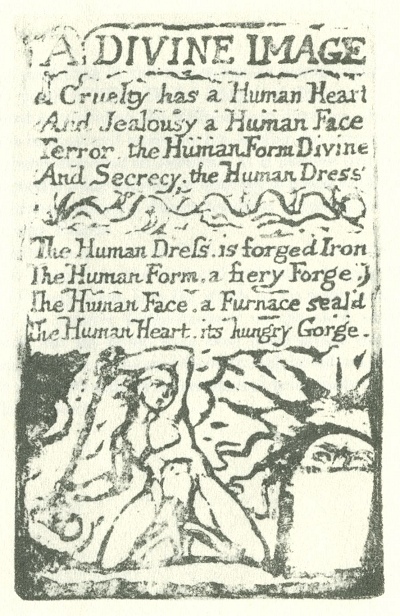 A DIVINE IMAGE
Cruelty has a Human Heart
And Jealousy a Human Face
Terror, the Human Form Divine
And Secrecy, the Human Dress
The Human Dreſs, is forged Iron
The Human Form, a fiery Forge,
The Human Face, a Furnace seald
The Human Heart, its hungry Gorge.